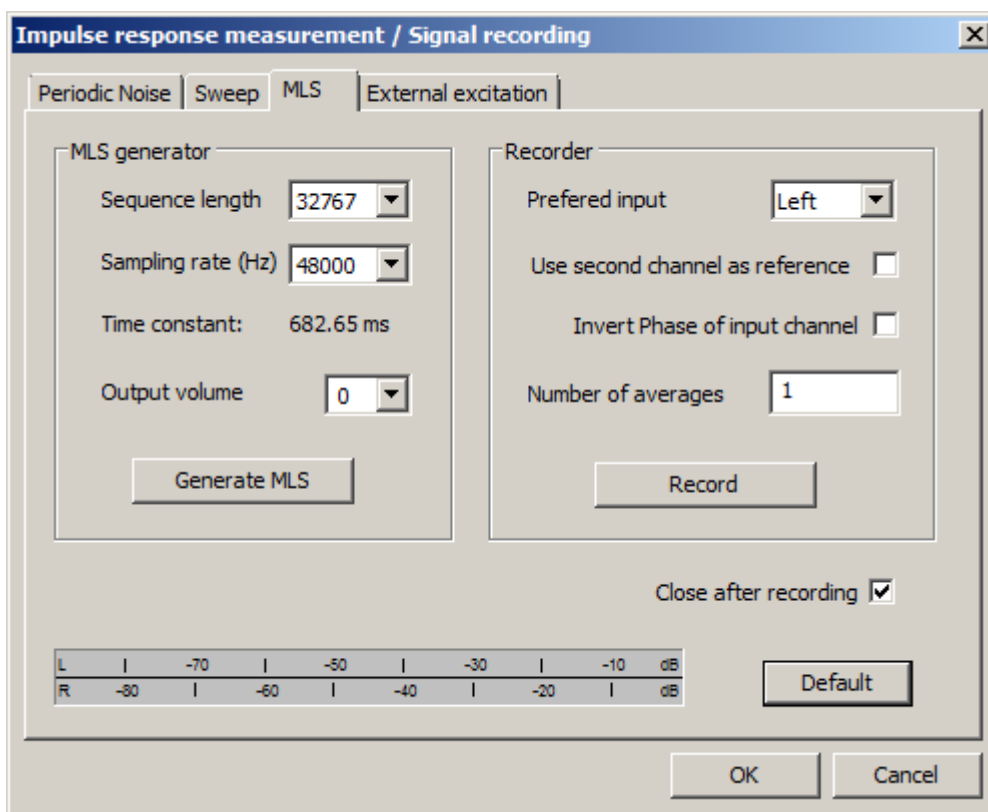 Impulse response measurement / Signal recording
Periodic Noise Sweep MLS External excitation
MLS generator
Sequence length 32767
Sampling rate (Hz) 48000
Time constant: 682.65 ms
Output volume 0
Generate MLS
Recorder
Prefered input Left
Use second channel as reference
Invert Phase of input channel
Number of averages 1
Record
Close after recording
L | -70 | -50 | -30 | -10 dB
R -80 | -60 | -40 | -20 | dB
Default
OK Cancel